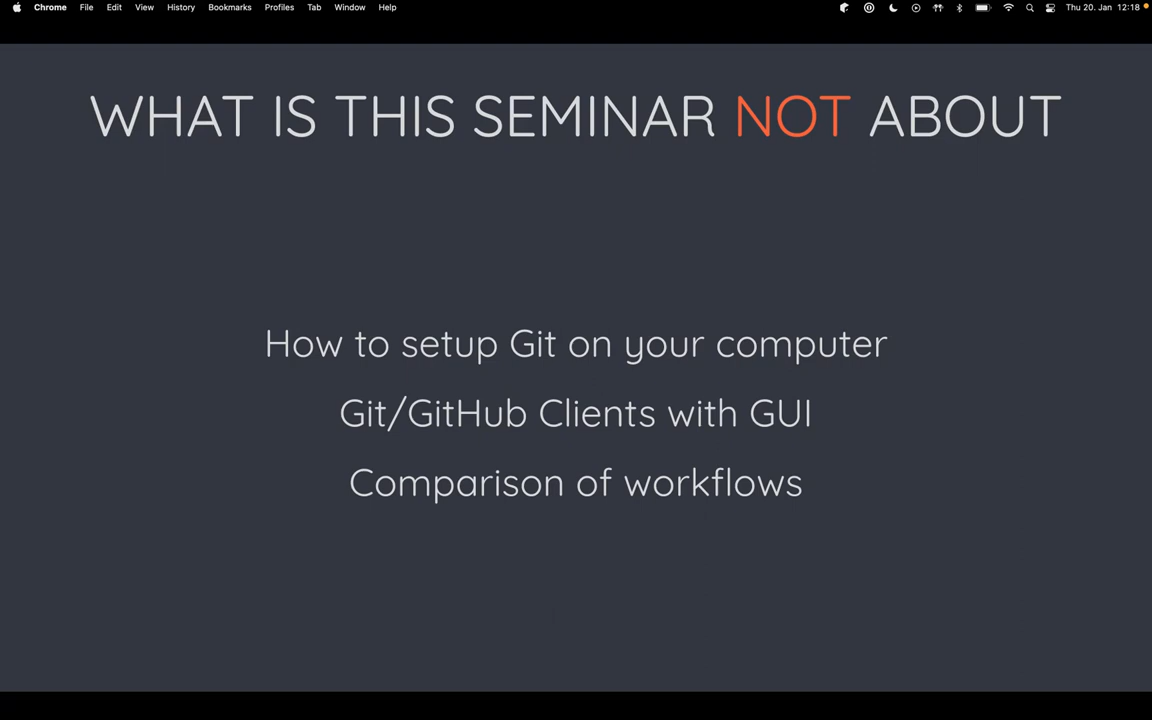 Chrome File Edit View History Bookmarks Profiles Tab Window Help Thu 20. Jan 12:18
WHAT IS THIS SEMINAR NOT ABOUT
How to setup Git on your computer
Git/GitHub Clients with GUI
Comparison of workflows